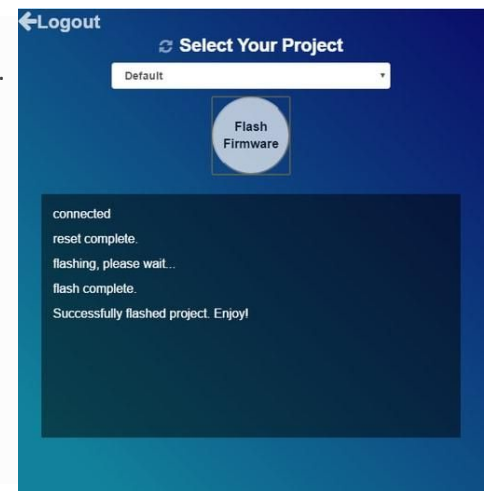 Logout
Select Your Project
Default
Flash
Firmware
connected
reset complete.
flashing, please wait...
flash complete.
Successfully flashed project. Enjoy!